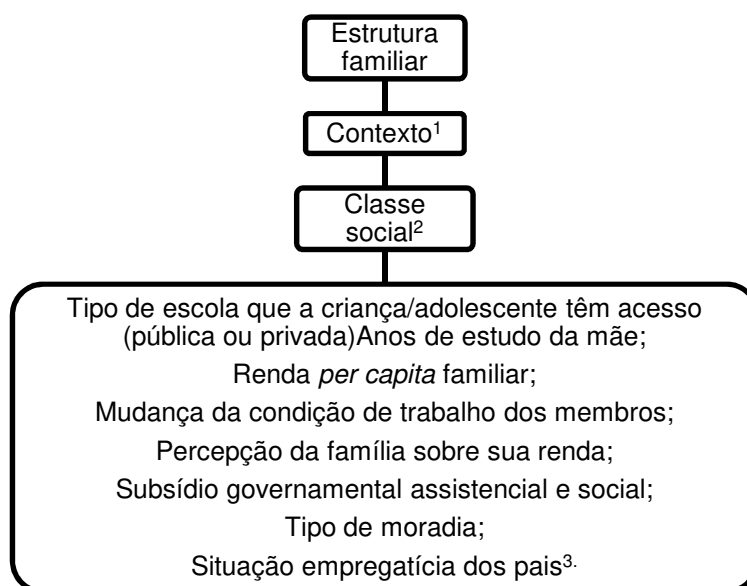 Estrutura
familiar
Contexto¹
Classe
social²
Tipo de escola que a criança/adolescente têm acesso
(pública ou privada)Anos de estudo da mãe;
Renda per capita familiar;
Mudança da condição de trabalho dos membros;
Percepção da família sobre sua renda;
Subsídio governamental assistencial e social;
Tipo de moradia;
Situação empregatícia dos pais³.